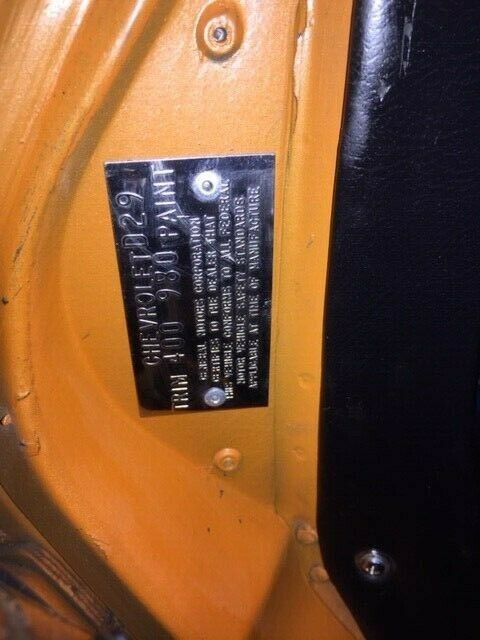 CHEVROLET D29
TRIM 400 980 PAINT
GENERAL MOTORS CORPORATION
CERTIFIES TO THE DEALER THAT
THIS VEHICLE CONFORMS TO ALL FEDERAL
MOTOR VEHICLE SAFETY STANDARDS
APPLICABLE AT TIME OF MANUFACTURE